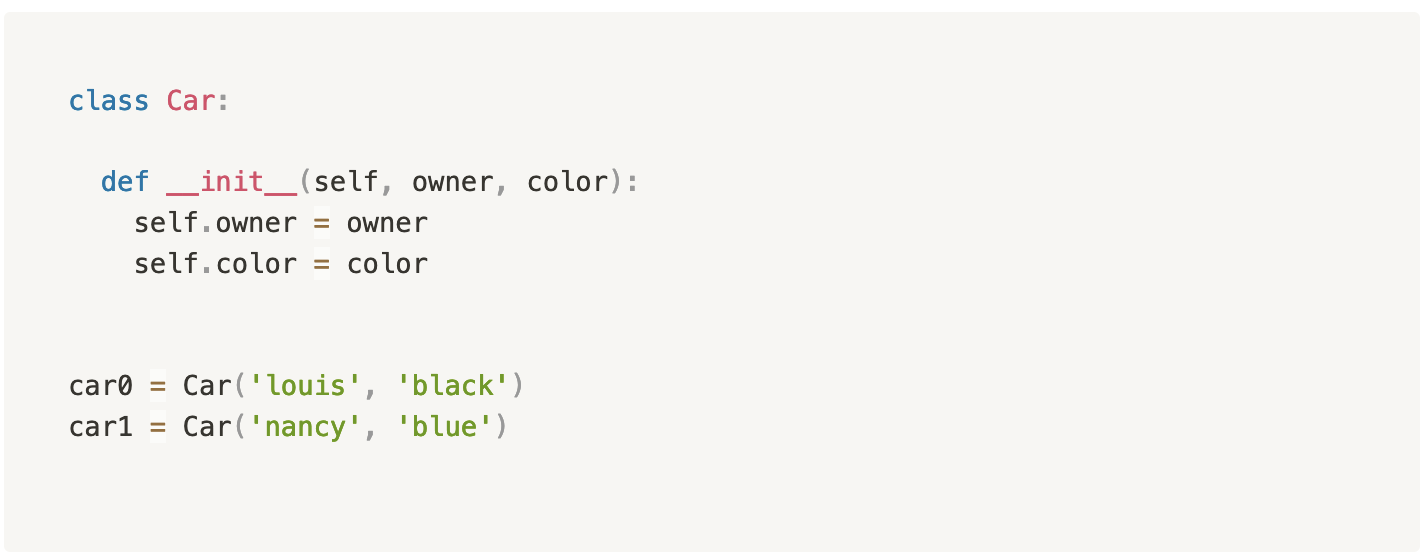 class Car:
  def __init__(self, owner, color):
    self.owner = owner
    self.color = color
car0 = Car('louis', 'black')
car1 = Car('nancy', 'blue')